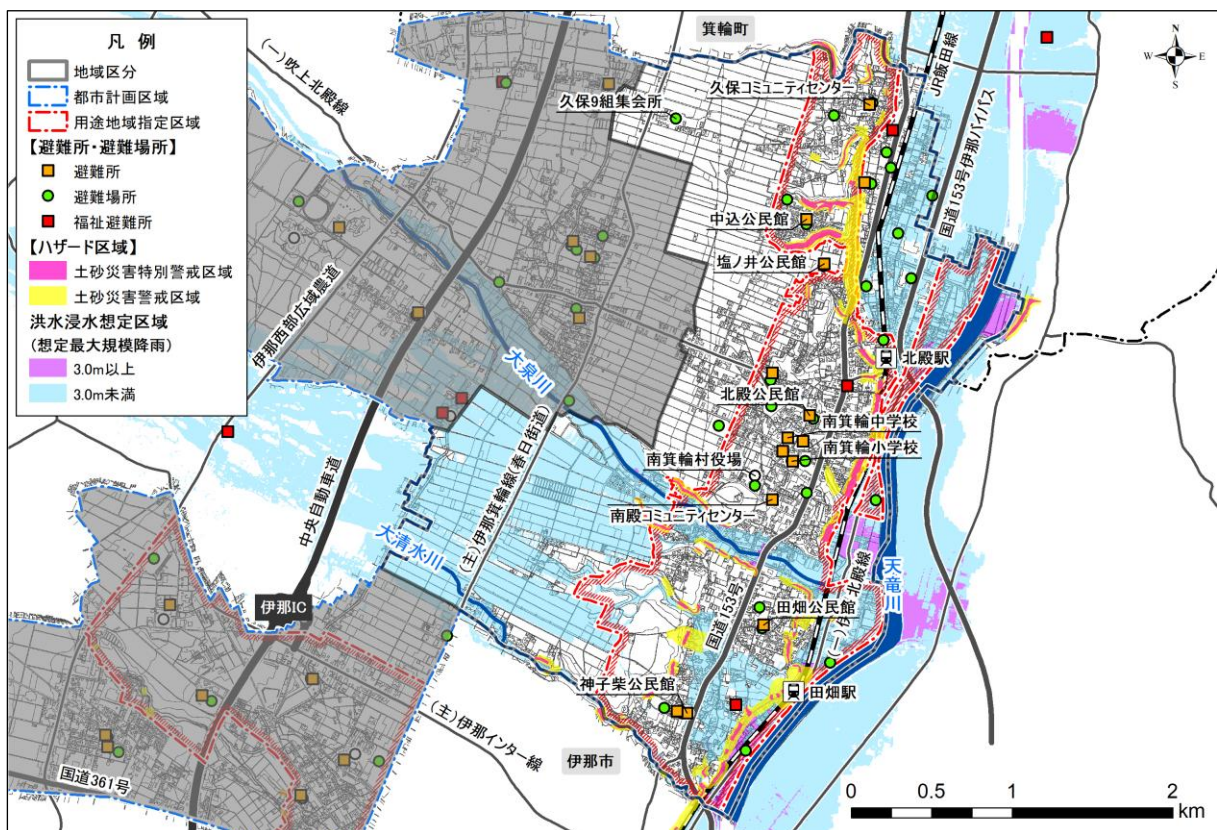 凡 例
地域区分
都市計画区域
用途地域指定区域
【避難所・避難場所】
避難所
避難場所
福祉避難所
【ハザード区域】
土砂災害特別警戒区域
土砂災害警戒区域
洪水浸水想定区域
(想定最大規模降雨)
3.0m以上
3.0m未満
箕輪町
N
W
E
S
(一)吹上北殿線
久保9組集会所
久保コミュニティセンター
JR飯田線
国道153号伊那バイパス
中込公民館
塩ノ井公民館
伊那西部広域農道
大泉川
北殿駅
北殿公民館
南箕輪中学校
南箕輪小学校
南箕輪村役場
中央自動車道
(主)伊那箕輪線(春日街道)
南殿コミュニティセンター
大清水川
天竜川
伊那IC
国道153号
田畑公民館
(一)伊那北殿線
神子柴公民館
田畑駅
(主)伊那インター線
伊那市
国道361号
0 0.5 1 2
km